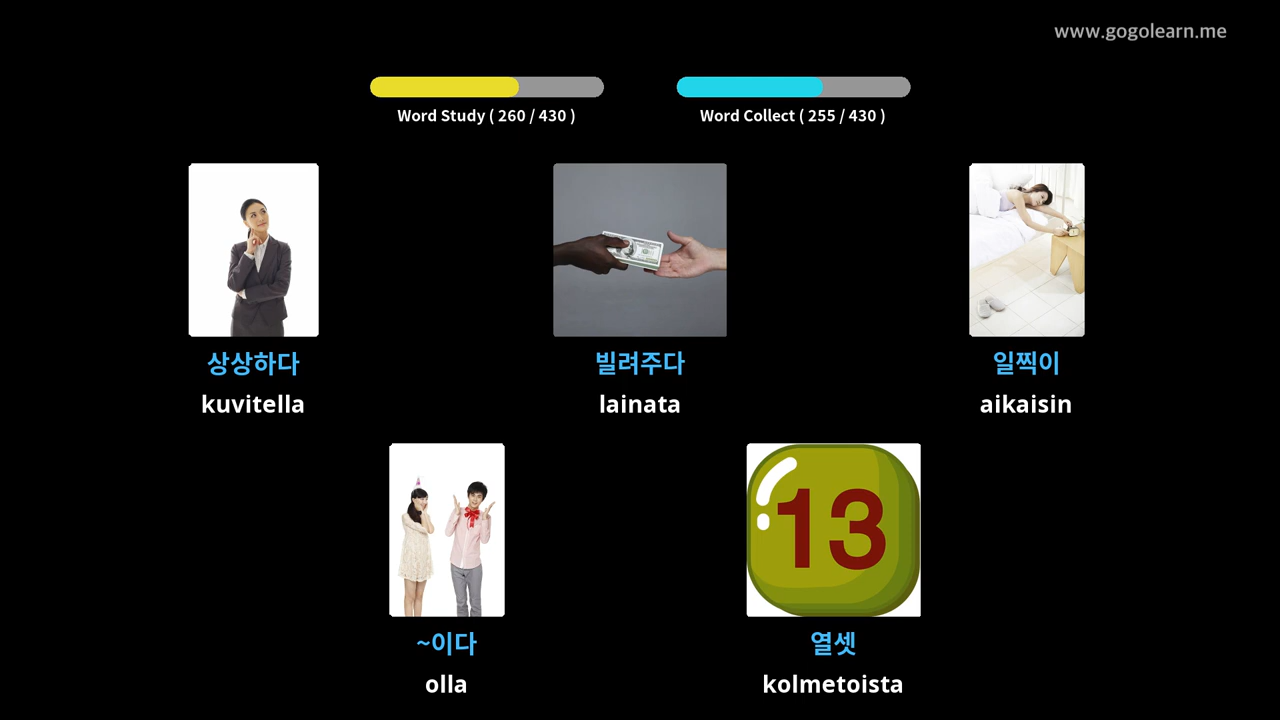 www.gogolearn.me
Word Study ( 260 / 430 )
Word Collect ( 255 / 430 )
상상하다
kuvitella
빌려주다
lainata
일찍이
aikaisin
~이다
olla
13
열셋
kolmetoista